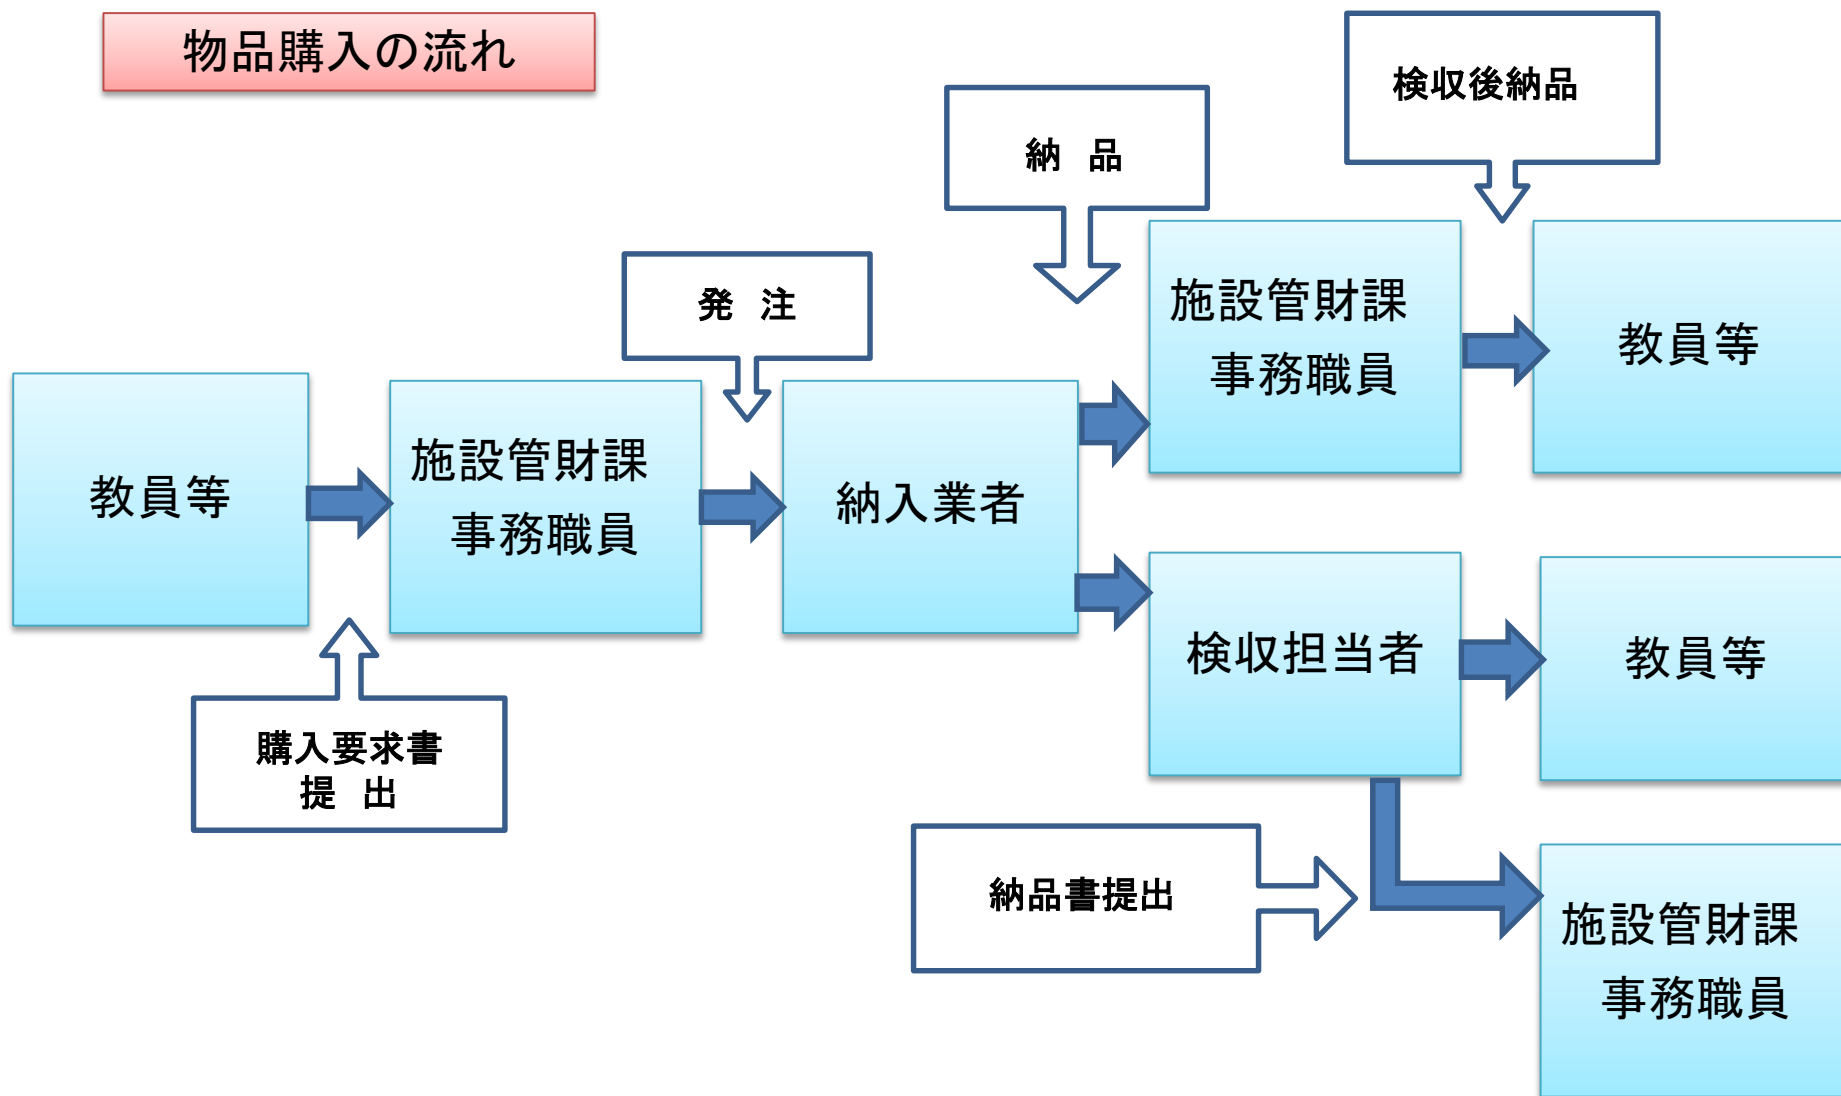 物品購入の流れ
検収後納品
納 品
発 注
施設管財課
事務職員
教員等
教員等
施設管財課
事務職員
納入業者
検収担当者
教員等
購入要求書
提 出
納品書提出
施設管財課
事務職員